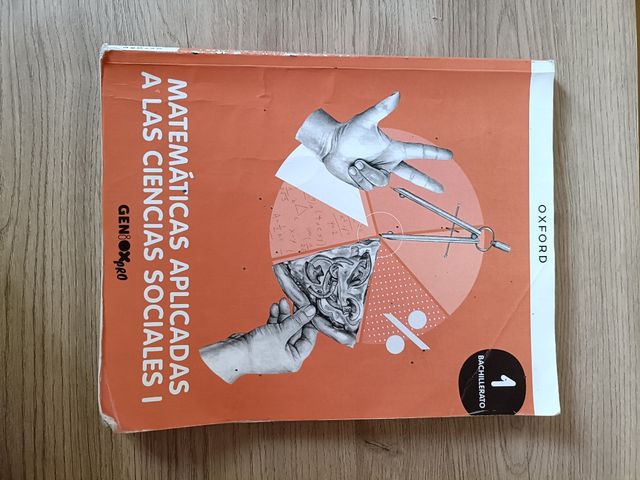 OXFORD
1
BACHILLERATO
MATEMÁTICAS APLICADAS
A LAS CIENCIAS SOCIALES I
GENiOX PRO